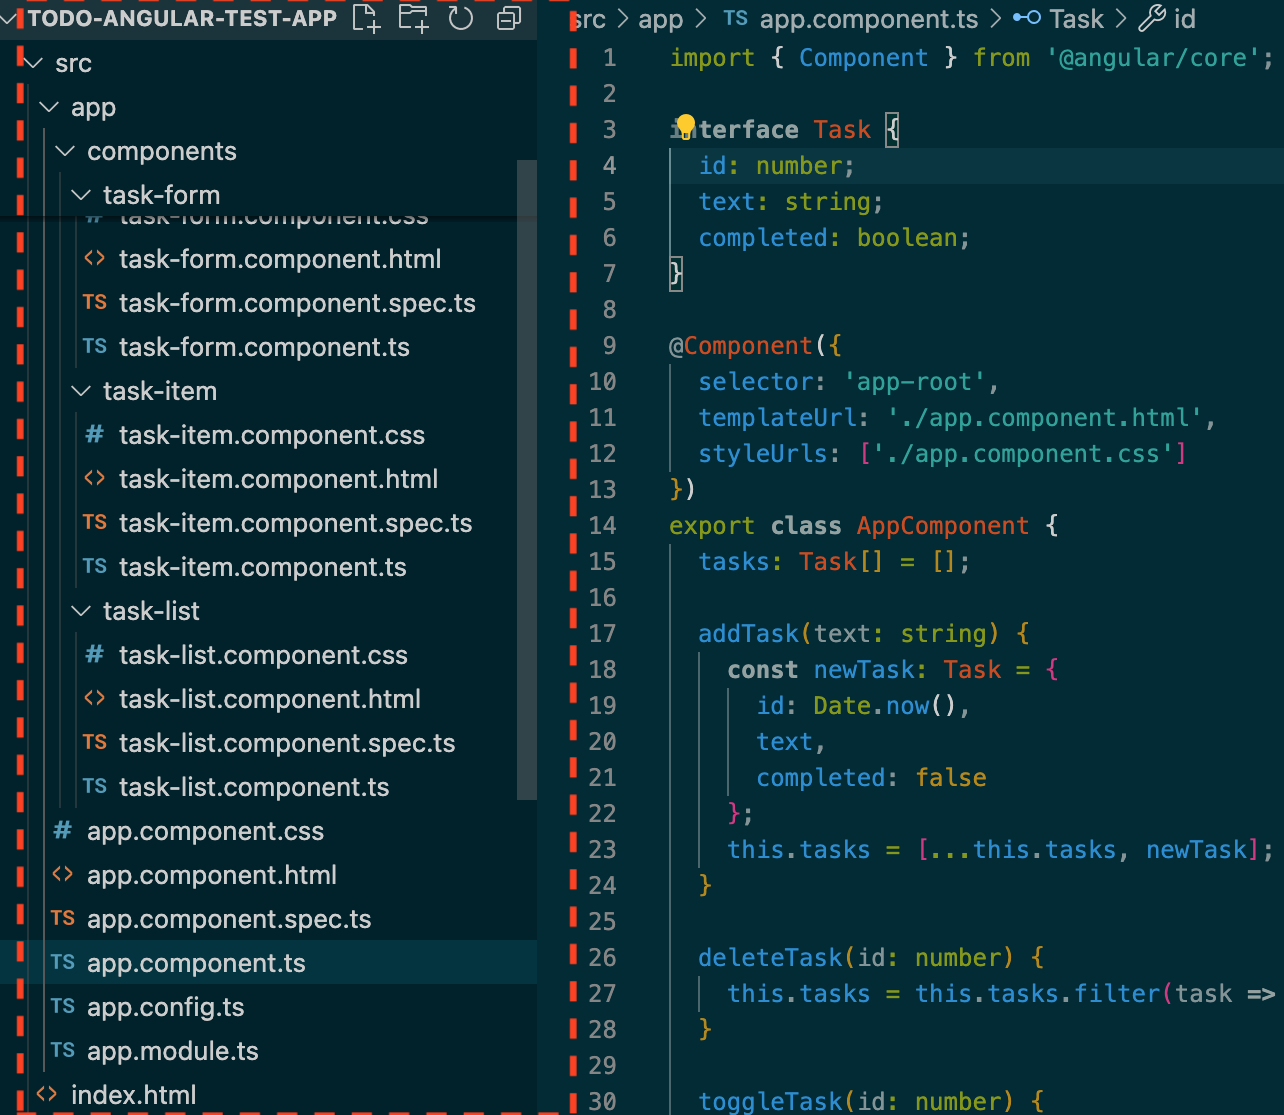 TODO-ANGULAR-TEST-APP
src
app
components
task-form
task-form.component.css
task-form.component.html
TS task-form.component.spec.ts
TS task-form.component.ts
task-item
# task-item.component.css
task-item.component.html
TS task-item.component.spec.ts
TS task-item.component.ts
task-list
# task-list.component.css
task-list.component.html
TS task-list.component.spec.ts
TS task-list.component.ts
# app.component.css
app.component.html
TS app.component.spec.ts
TS app.component.ts
TS app.config.ts
TS app.module.ts
index.html
src > app > TS app.component.ts > Task > id
1 import { Component } from '@angular/core';
2
3 interface Task {
4 id: number;
5 text: string;
6 completed: boolean;
7 }
8
9 @Component({
10 selector: 'app-root',
11 templateUrl: './app.component.html',
12 styleUrls: ['./app.component.css']
13 })
14 export class AppComponent {
15 tasks: Task[] = [];
16
17 addTask(text: string) {
18 const newTask: Task = {
19 id: Date.now(),
20 text,
21 completed: false
22 };
23 this.tasks = [...this.tasks, newTask];
24 }
25
26 deleteTask(id: number) {
27 this.tasks = this.tasks.filter(task =>
28 }
29
30 toggleTask(id: number) {